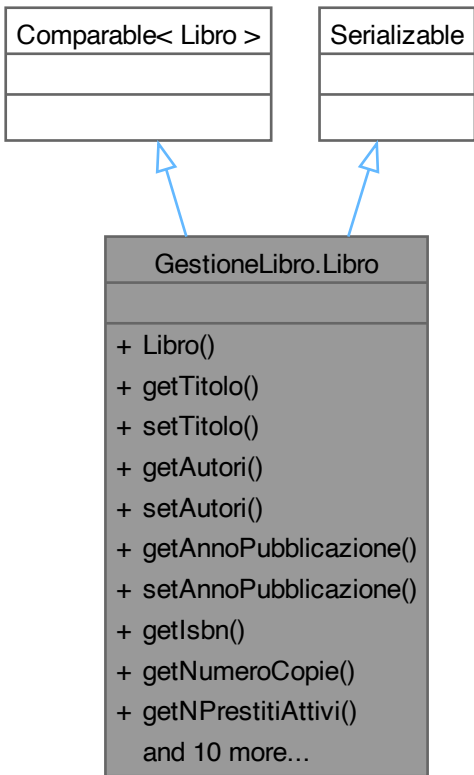 Comparable< Libro >
Serializable
GestioneLibro.Libro
+ Libro()
+ getTitolo()
+ setTitolo()
+ getAutori()
+ setAutori()
+ getAnnoPubblicazione()
+ setAnnoPubblicazione()
+ getIsbn()
+ getNumeroCopie()
+ getNPrestitiAttivi()
and 10 more...